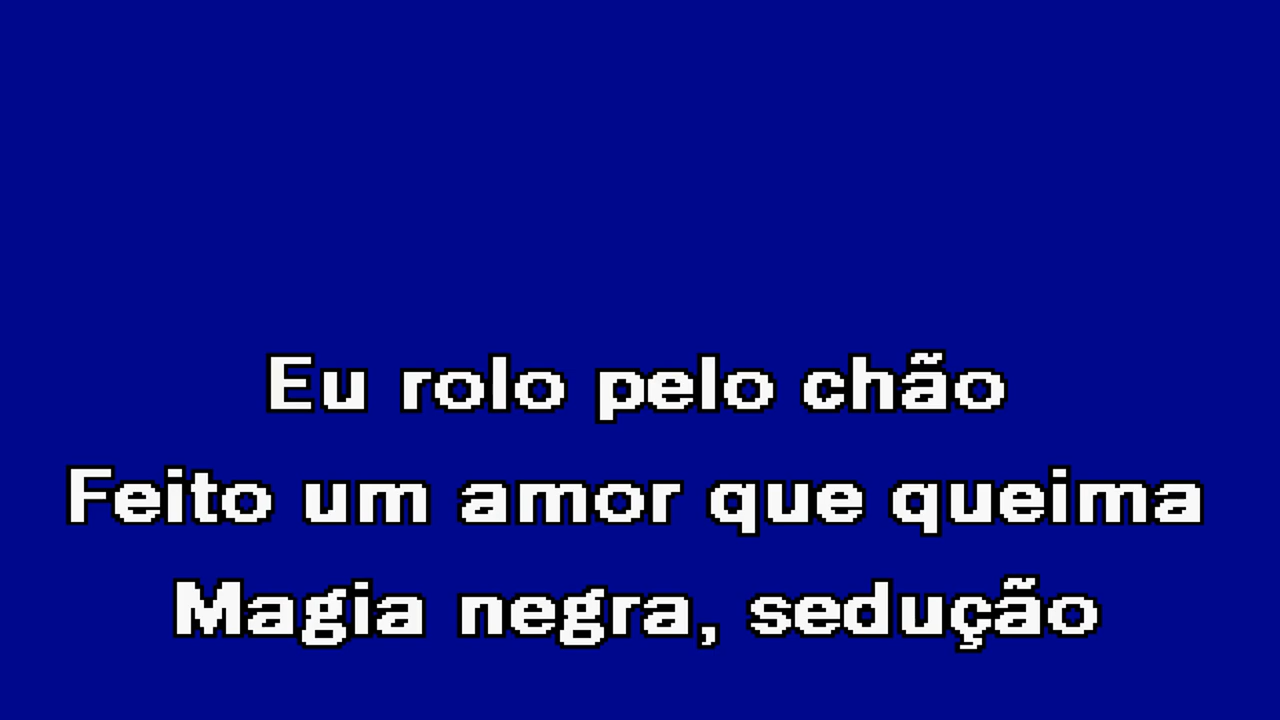 Eu rolo pelo chão
Feito um amor que queima
Magia negra, sedução